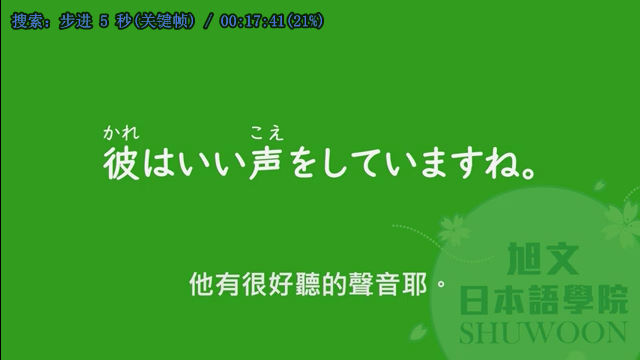 搜索: 步进 5 秒(关键帧) / 00:17:41(21%)
かれ こえ
彼はいい声をしていますね。
他有很好聽的聲音耶。
旭文
日本語學院
SHUWOON